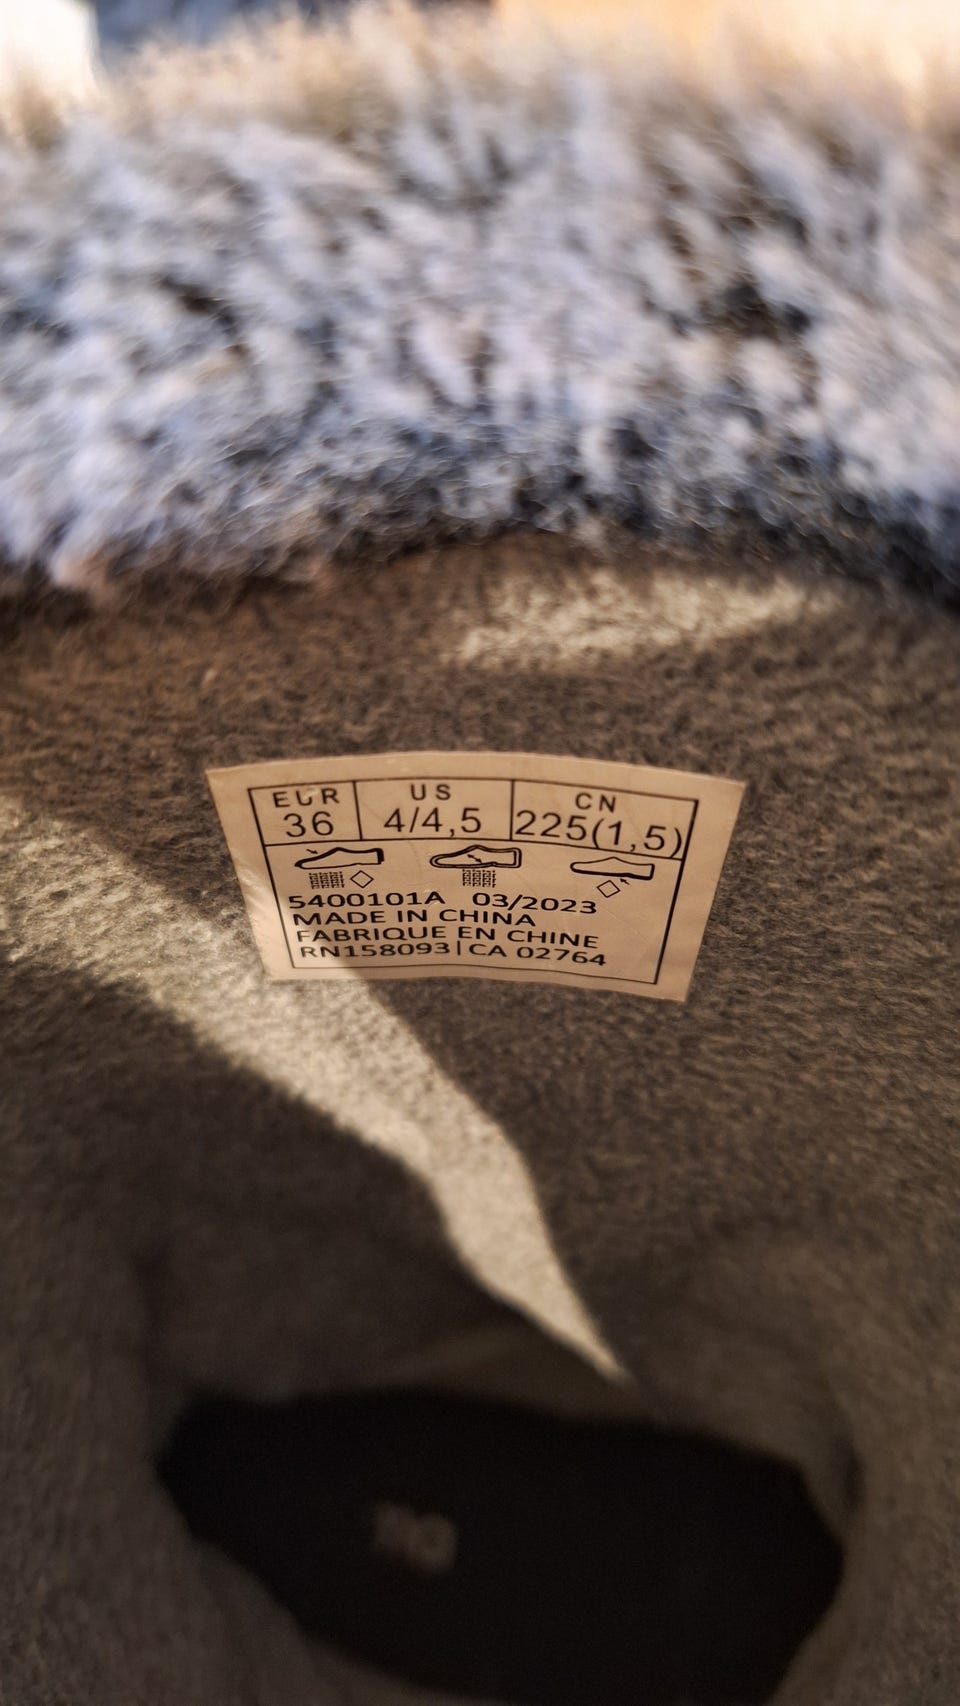 EUR US CN
36 4/4,5 225(1,5)
5400101A 03/2023
MADE IN CHINA
FABRIQUE EN CHINE
RN158093|CA 02764